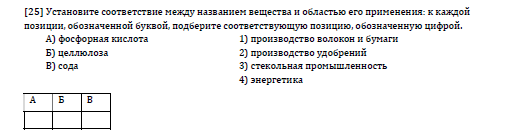 [25] Установите соответствие между названием вещества и областью его применения: к каждой
позиции, обозначенной буквой, подберите соответствующую позицию, обозначенную цифрой.
А) фосфорная кислота 1) производство волокон и бумаги
Б) целлюлоза 2) производство удобрений
В) сода 3) стекольная промышленность
4) энергетика
А Б В